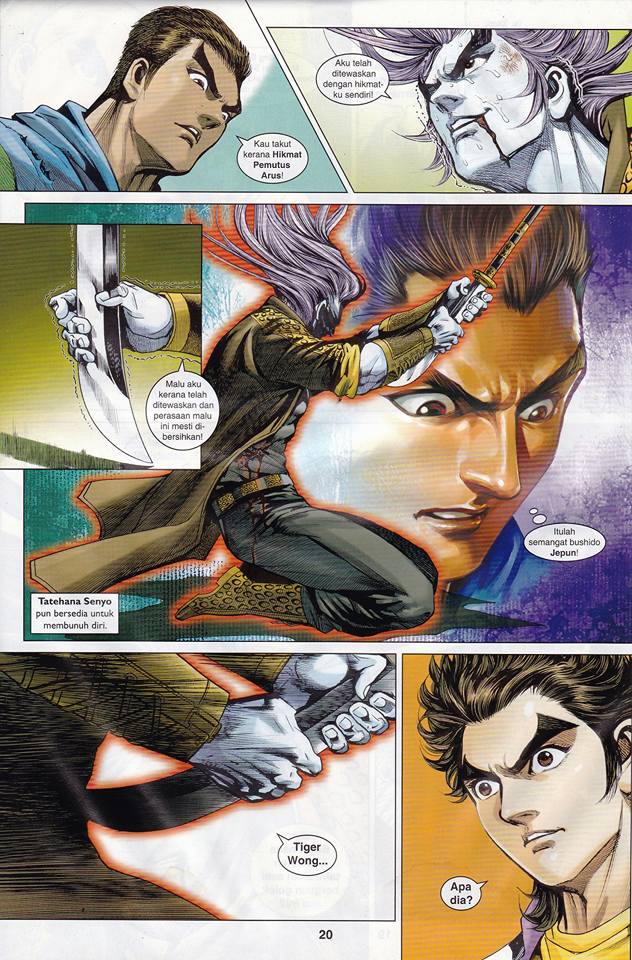 Kau takut
kerana Hikmat
Pemutus
Arus!
Aku telah
ditewaskan
dengan hikmat-
ku sendiri!
Malu aku
kerana telah
ditewaskan dan
perasaan malu
ini mesti di-
bersihkan!
Itulah
semangat bushido
Jepun!
Tatehana Senyo
pun bersedia untuk
membunuh diri.
Tiger
Wong...
Apa
dia?
20